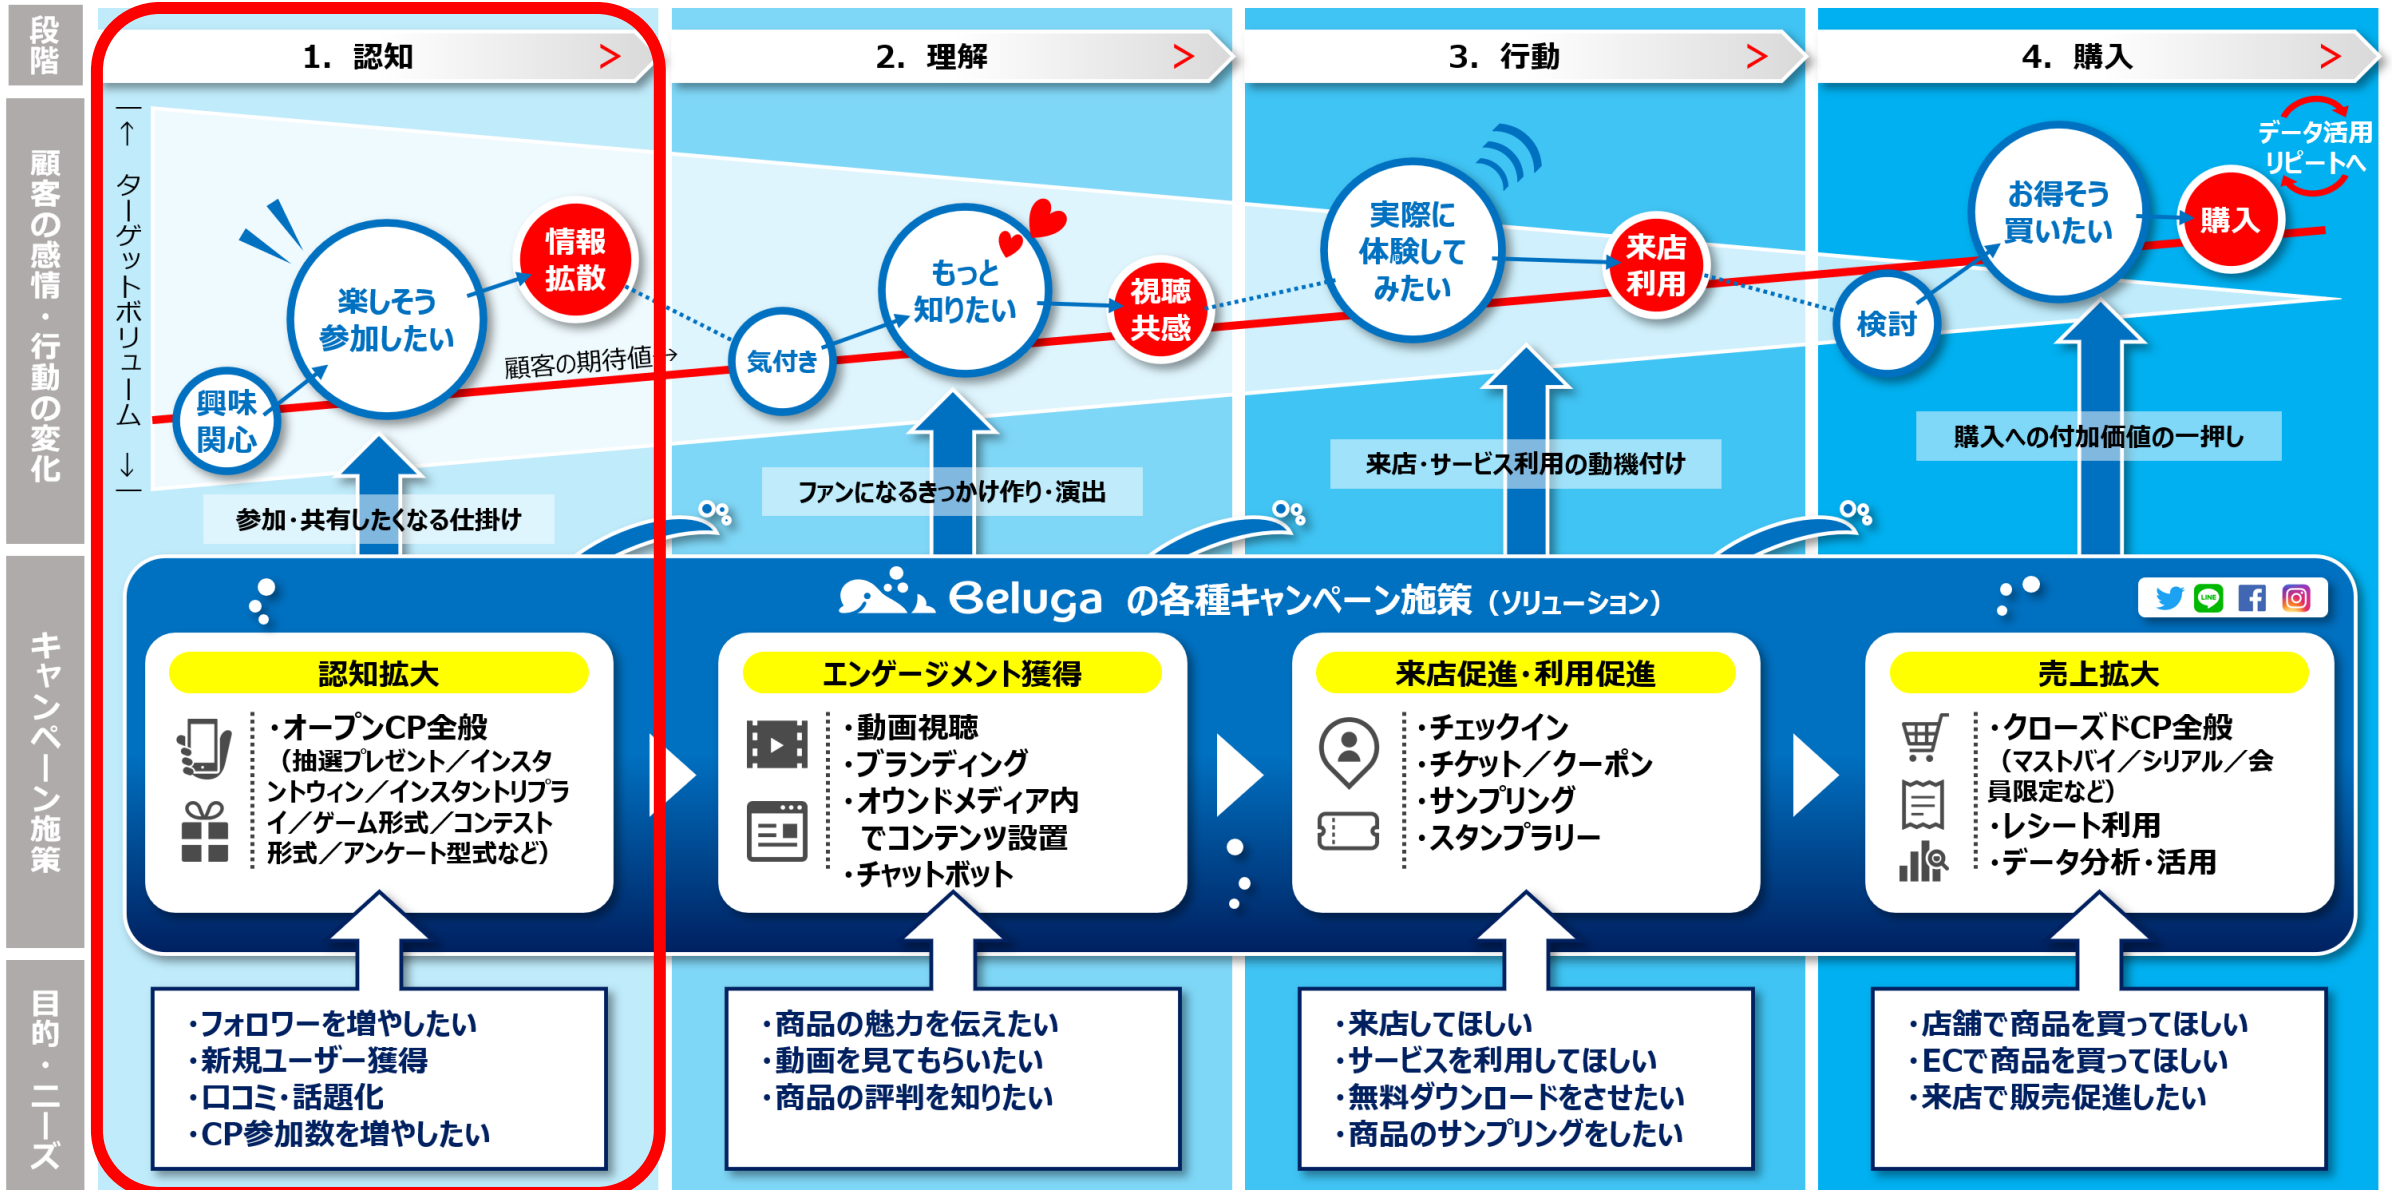 段階
1. 認知 >
2. 理解 >
3. 行動 >
4. 購入 >
顧客の感情・行動の変化
↑ ターゲットボリューム ↓
興味
関心
楽しそう
参加したい
情報
拡散
顧客の期待値→
参加・共有したくなる仕掛け
気付き
もっと
知りたい
視聴
共感
ファンになるきっかけ作り・演出
実際に
体験して
みたい
来店
利用
来店・サービス利用の動機付け
検討
お得そう
買いたい
購入
データ活用
リピートへ
購入への付加価値の一押し
キャンペーン施策
Beluga の各種キャンペーン施策（ソリューション）
LINE
認知拡大
・オープンCP全般
（抽選プレゼント／インスタ
ントウィン／インスタントリプラ
イ／ゲーム形式／コンテスト
形式／アンケート型式など）
エンゲージメント獲得
・動画視聴
・ブランディング
・オウンドメディア内
でコンテンツ設置
・チャットボット
来店促進・利用促進
・チェックイン
・チケット／クーポン
・サンプリング
・スタンプラリー
売上拡大
・クローズドCP全般
（マストバイ／シリアル／会
員限定など）
・レシート利用
・データ分析・活用
目的・ニーズ
・フォロワーを増やしたい
・新規ユーザー獲得
・口コミ・話題化
・CP参加数を増やしたい
・商品の魅力を伝えたい
・動画を見てもらいたい
・商品の評判を知りたい
・来店してほしい
・サービスを利用してほしい
・無料ダウンロードをさせたい
・商品のサンプリングをしたい
・店舗で商品を買ってほしい
・ECで商品を買ってほしい
・来店で販売促進したい